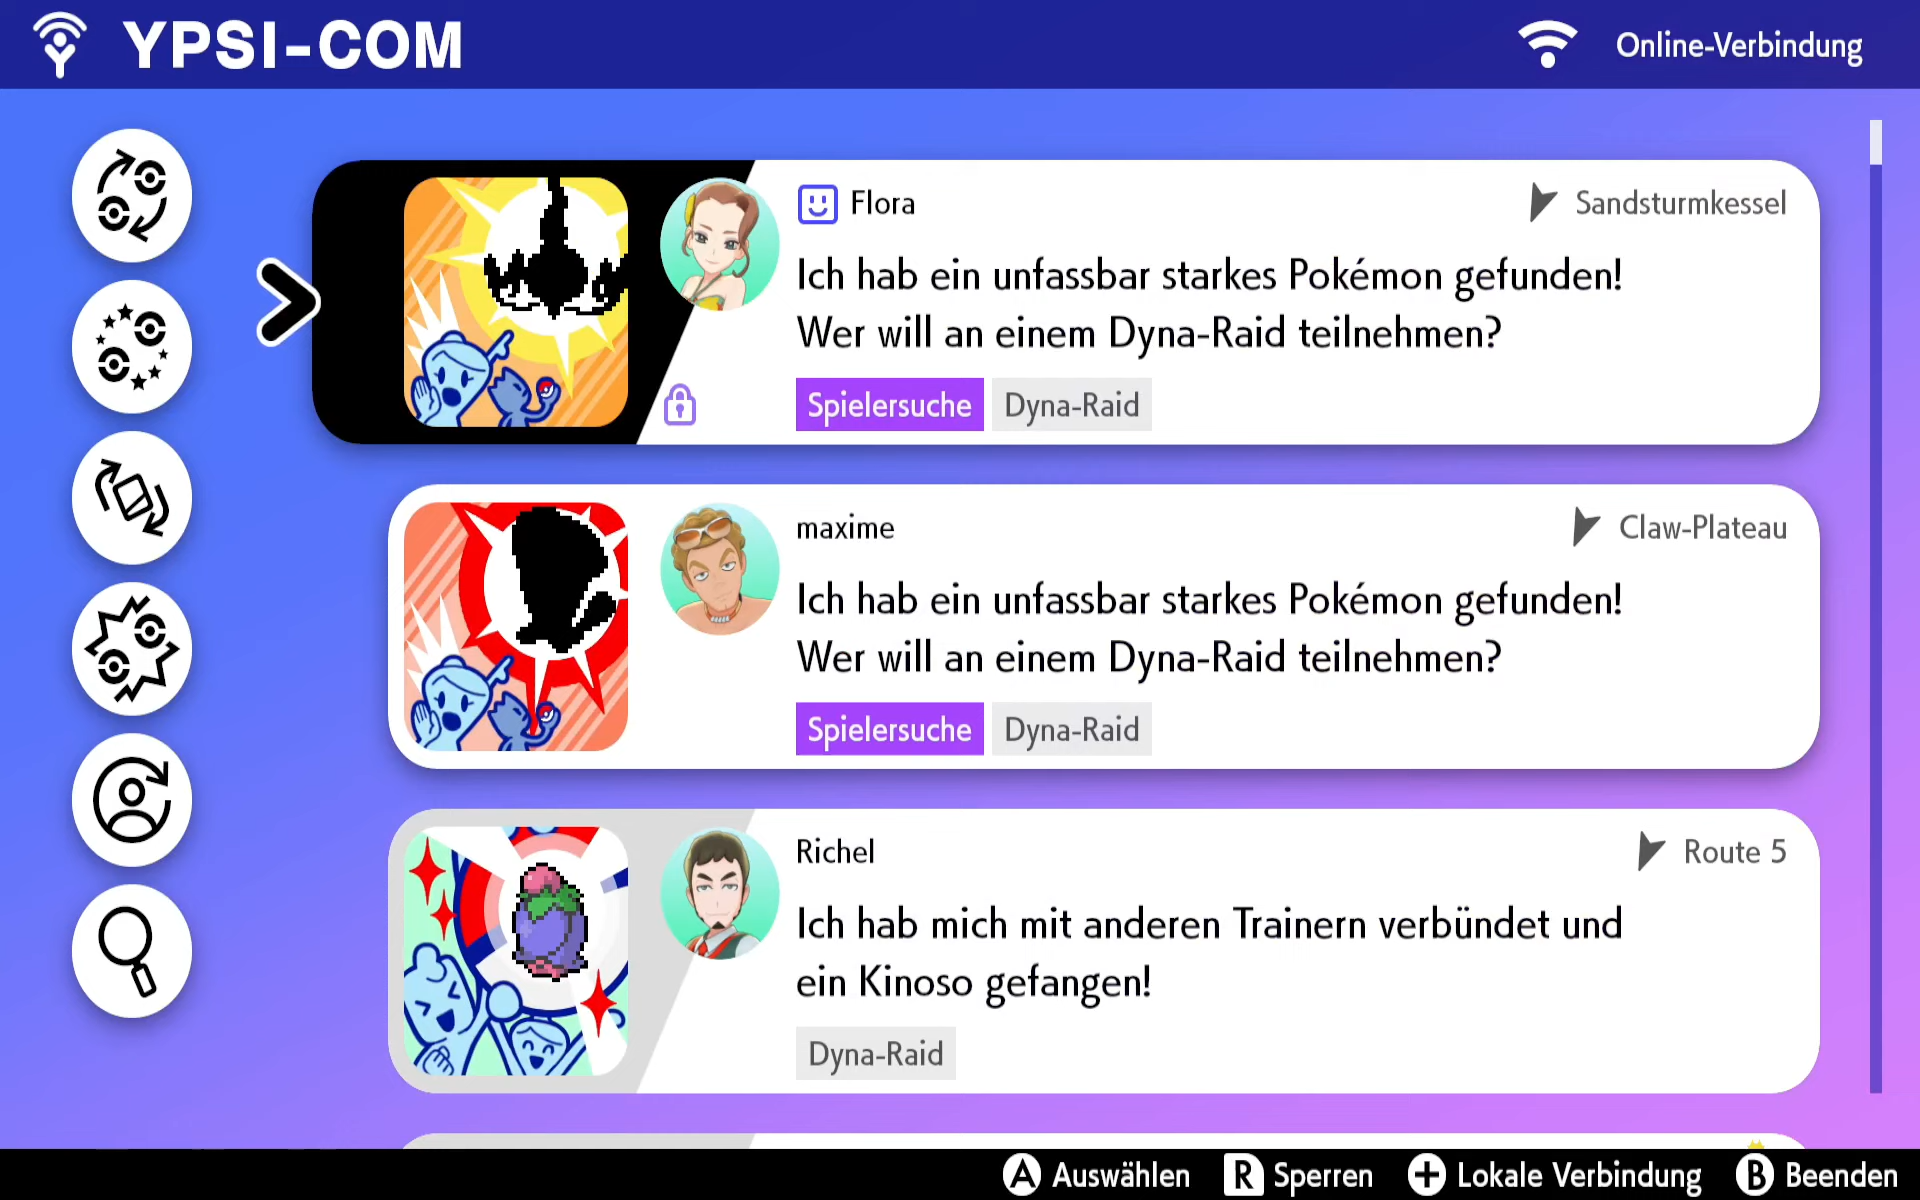 YPSI-COM
Online-Verbindung
Flora
Sandsturmkessel
Ich hab ein unfassbar starkes Pokémon gefunden!
Wer will an einem Dyna-Raid teilnehmen?
Spielersuche Dyna-Raid
maxime
Claw-Plateau
Ich hab ein unfassbar starkes Pokémon gefunden!
Wer will an einem Dyna-Raid teilnehmen?
Spielersuche Dyna-Raid
Richel
Route 5
Ich hab mich mit anderen Trainern verbündet und
ein Kinoso gefangen!
Dyna-Raid
A Auswählen R Sperren + Lokale Verbindung B Beenden